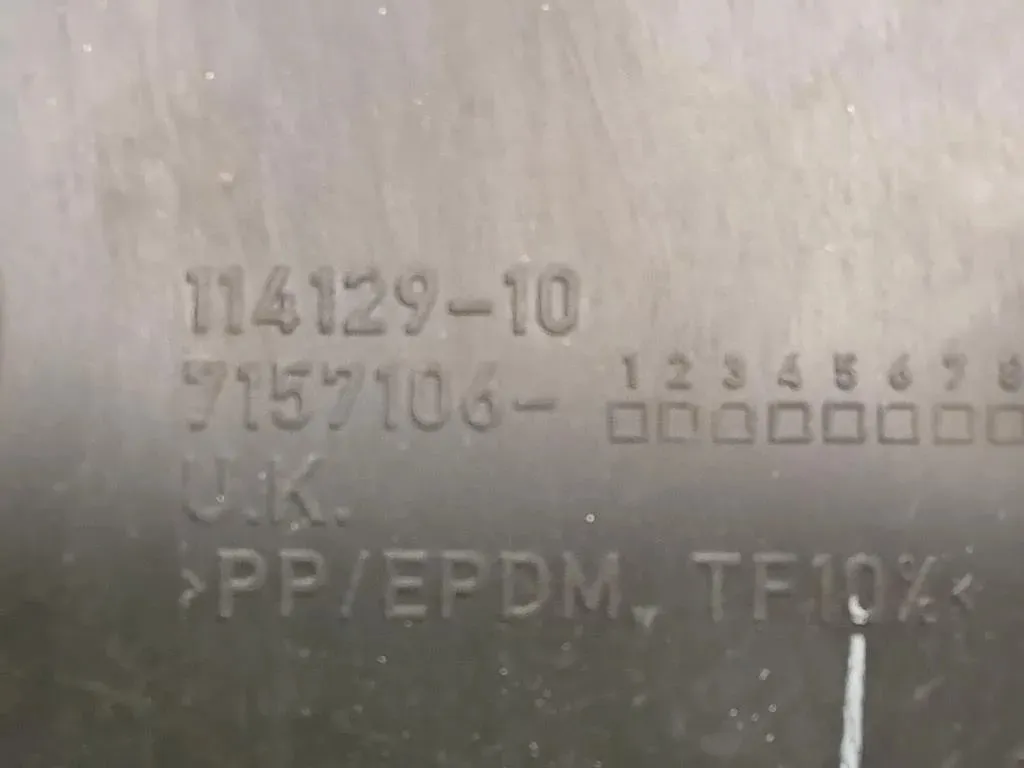 114129-10
7157106-
1 2 3 4 5 6 7 8
U.K.
>PP/EPDM, TF10%<